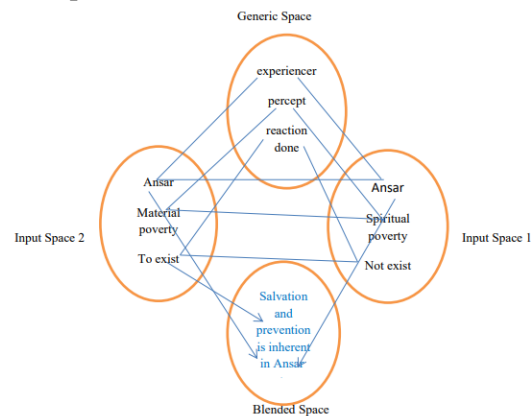 Generic Space
experiencer
percept
reaction
done
Ansar
Material
poverty
To exist
Input Space 2
Ansar
Spiritual
poverty
Not exist
Input Space 1
Salvation
and
prevention
is inherent
in Ansar
Blended Space